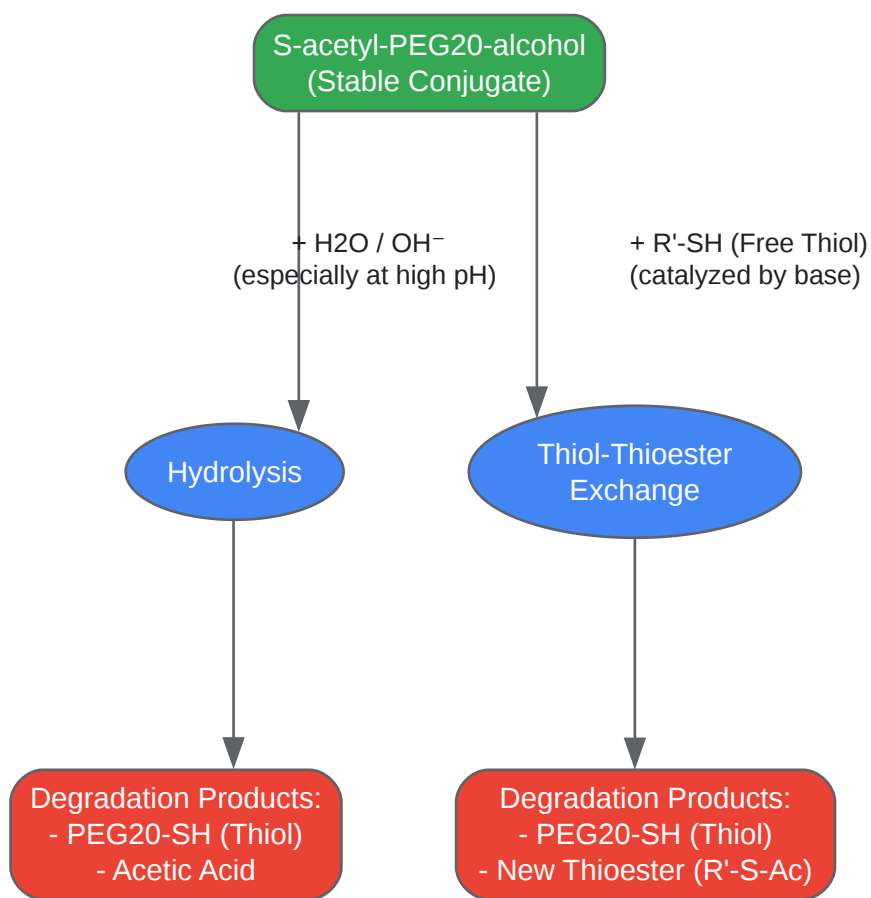 S-acetyl-PEG20-alcohol
(Stable Conjugate)
+ H2O / OH⁻
(especially at high pH)
+ R'-SH (Free Thiol)
(catalyzed by base)
Hydrolysis
Thiol-Thioester
Exchange
Degradation Products:
- PEG20-SH (Thiol)
- Acetic Acid
Degradation Products:
- PEG20-SH (Thiol)
- New Thioester (R'-S-Ac)